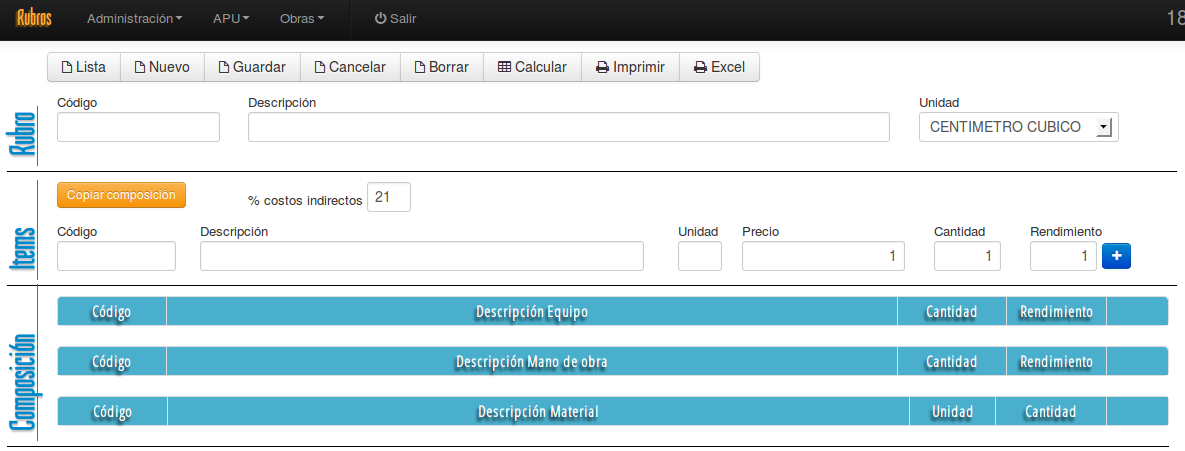 Rubros Administración APU Obras Salir 18
Lista Nuevo Guardar Cancelar Borrar Calcular Imprimir Excel
Rubro
Código Descripción Unidad
CENTIMETRO CUBICO
Items
Copiar composición % costos indirectos 21
Código Descripción Unidad Precio Cantidad Rendimiento
1 1 1 +
Composición
Código Descripción Equipo Cantidad Rendimiento
Código Descripción Mano de obra Cantidad Rendimiento
Código Descripción Material Unidad Cantidad